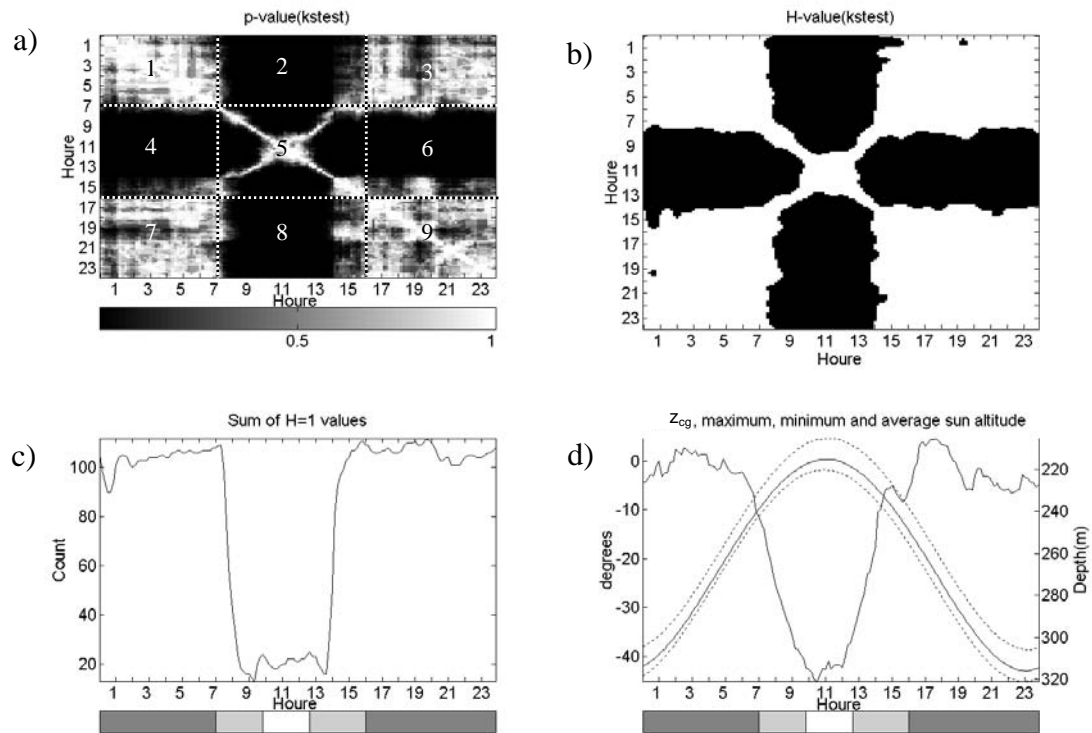 p-value(kstest)
a)
1 2 3
4 5 6
7 8 9
1
3
5
7
9
11
13
15
17
19
21
23
Houre
1 3 5 7 9 11 13 15 17 19 21 23
Houre
0.5 1
H-value(kstest)
b)
1
3
5
7
9
11
13
15
17
19
21
23
Houre
1 3 5 7 9 11 13 15 17 19 21 23
Houre
Sum of H=1 values
c)
100
80
60
40
20
Count
1 3 5 7 9 11 13 15 17 19 21 23
Houre
Zcg, maximum, minimum and average sun altitude
d)
0
-10
-20
-30
-40
degrees
220
240
260
280
300
320
Depth(m)
1 3 5 7 9 11 13 15 17 19 21 23
Houre